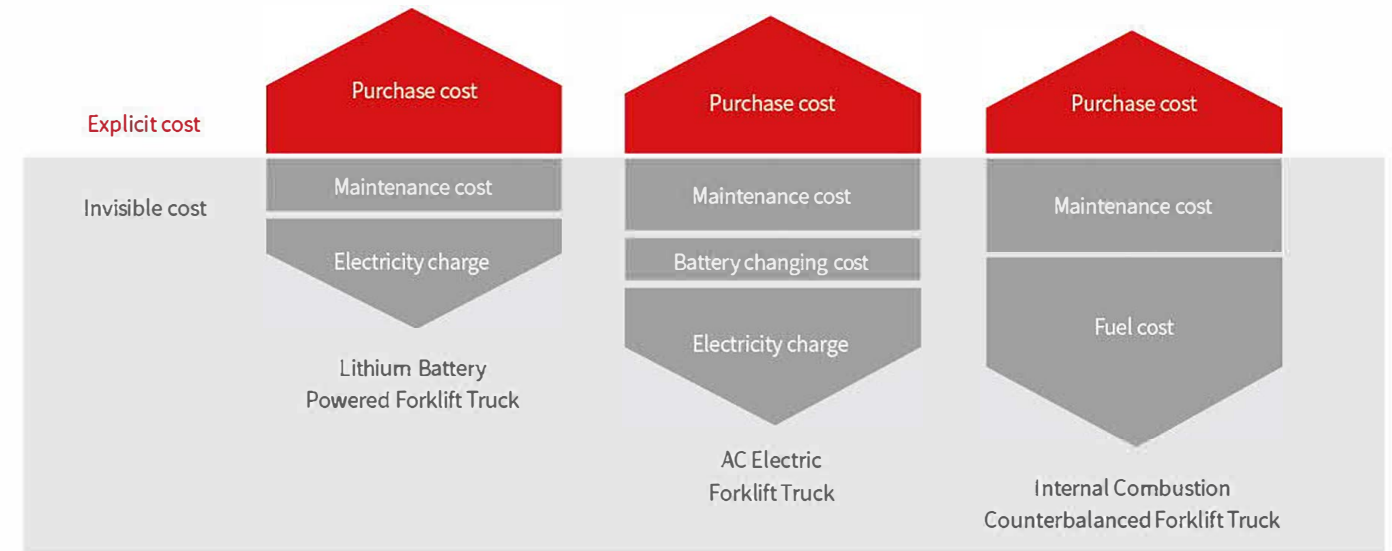 Explicit cost
Invisible cost
Purchase cost
Maintenance cost
Electricity charge
Lithium Battery
Powered Forklift Truck
Purchase cost
Maintenance cost
Battery changing cost
Electricity charge
AC Electric
Forklift Truck
Purchase cost
Maintenance cost
Fuel cost
Internal Combustion
Counterbalanced Forklift Truck